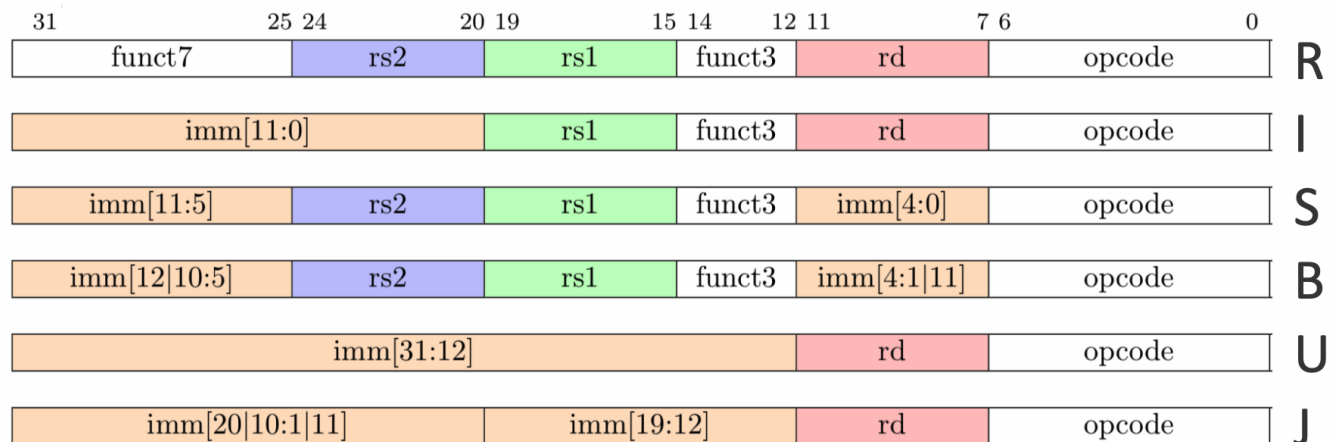 31 25 24 20 19 15 14 12 11 7 6 0
funct7 rs2 rs1 funct3 rd opcode R
imm[11:0] rs1 funct3 rd opcode I
imm[11:5] rs2 rs1 funct3 imm[4:0] opcode S
imm[12|10:5] rs2 rs1 funct3 imm[4:1|11] opcode B
imm[31:12] rd opcode U
imm[20|10:1|11] imm[19:12] rd opcode J